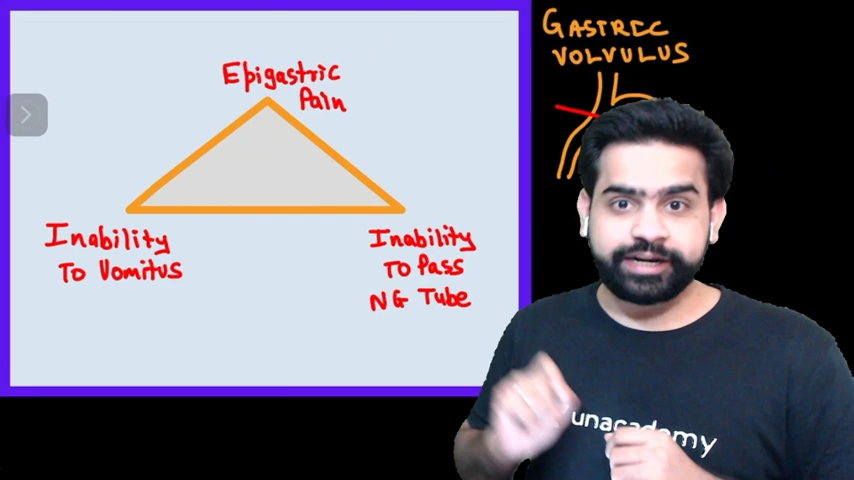 GASTRIC
VOLVULUS
Epigastric
Pain
Inability
To Vomitus
Inability
To Pass
NG Tube
unacademy